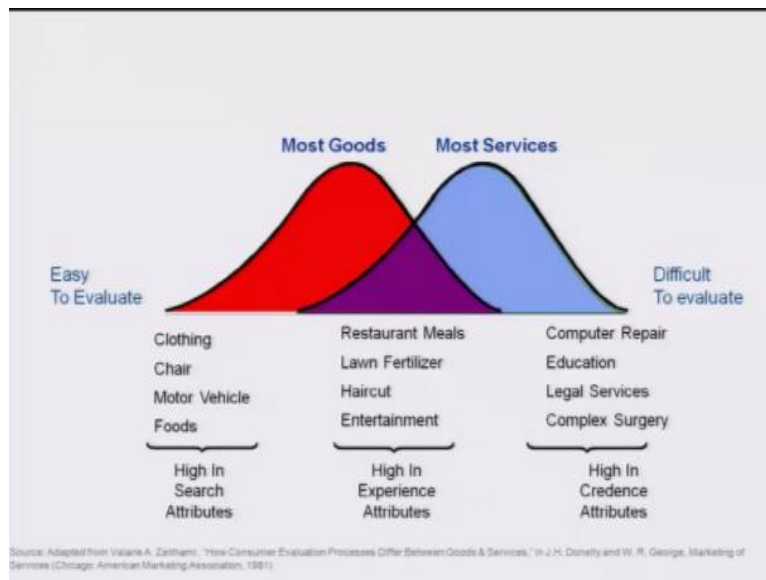 Most Goods
Most Services
Easy
To Evaluate
Difficult
To evaluate
Clothing
Chair
Motor Vehicle
Foods
High In
Search
Attributes
Restaurant Meals
Lawn Fertilizer
Haircut
Entertainment
High In
Experience
Attributes
Computer Repair
Education
Legal Services
Complex Surgery
High In
Credence
Attributes
Source: Adapted from Valarie A. Zeithaml, "How Consumer Evaluation Processes Differ Between Goods & Services," in J.H. Donelly and W. R. George, Marketing of
Services (Chicago: American Marketing Association, 1981)